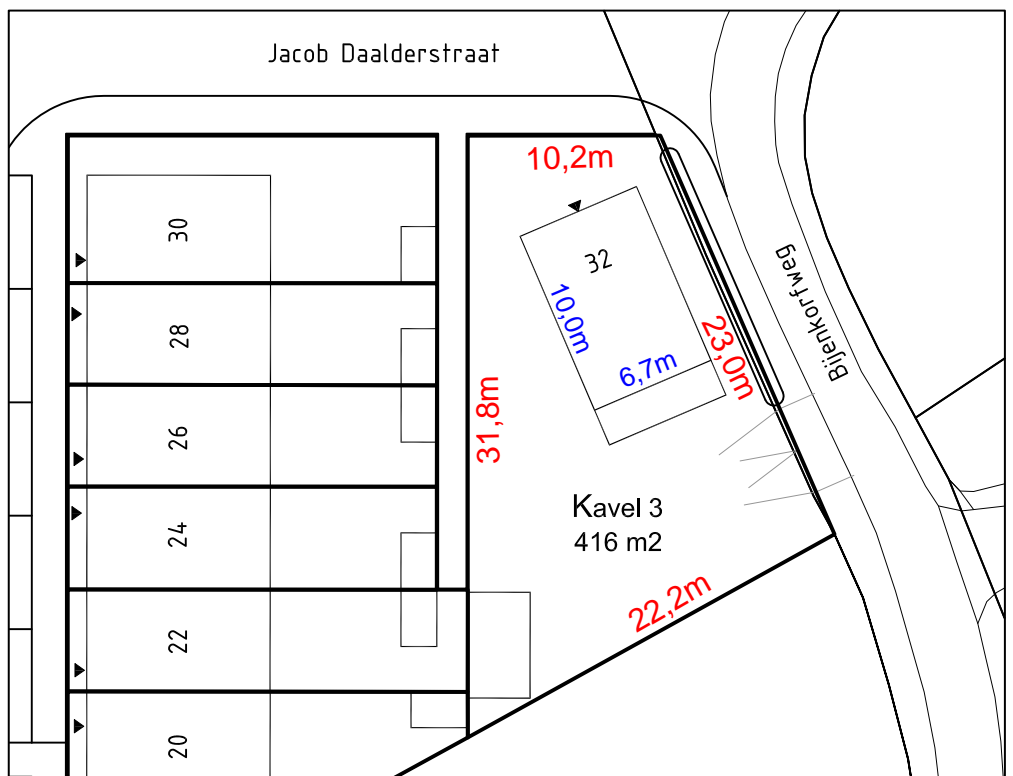 Jacob Daalderstraat
10,2m
30
32
Bijenkorfweg
10,0m
28
23,0m
6,7m
31,8m
26
Kavel 3
24
416 m2
22,2m
22
20